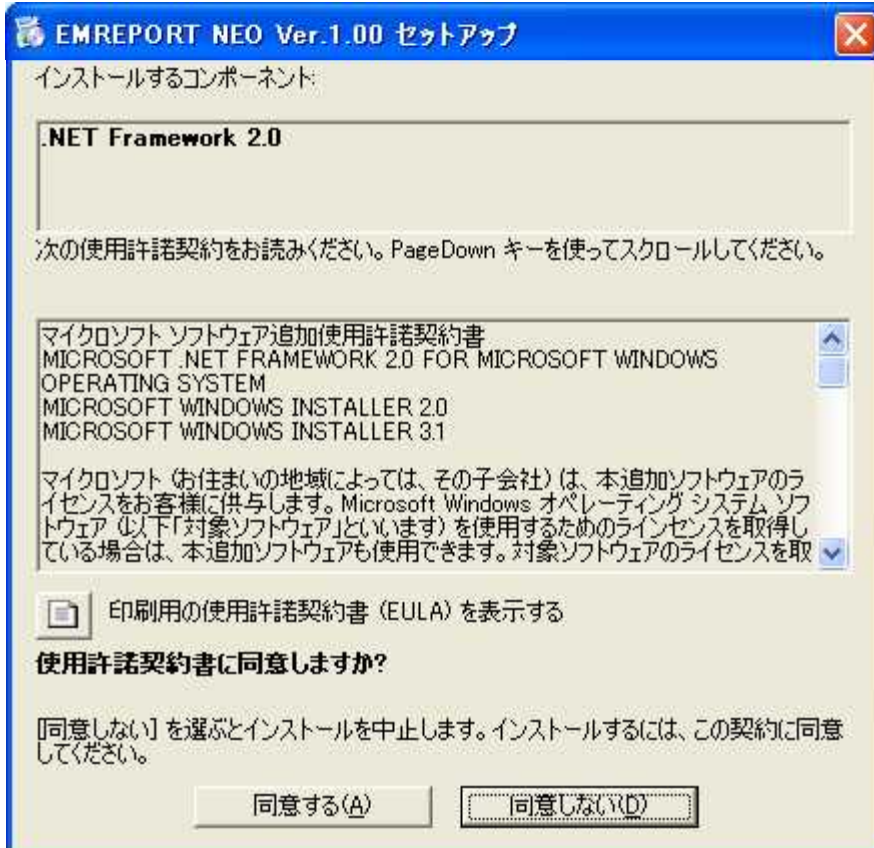 EMREPORT NEO Ver.1.00 セットアップ
インストールするコンポーネント:
.NET Framework 2.0
次の使用許諾契約をお読みください。PageDown キーを使ってスクロールしてください。
マイクロソフト ソフトウェア追加使用許諾契約書
MICROSOFT .NET FRAMEWORK 2.0 FOR MICROSOFT WINDOWS
OPERATING SYSTEM
MICROSOFT WINDOWS INSTALLER 2.0
MICROSOFT WINDOWS INSTALLER 3.1
マイクロソフト (お住まいの地域によっては、その子会社) は、本追加ソフトウェアのラ
イセンスをお客様に供与します。Microsoft Windows オペレーティング システム ソフ
トウェア (以下「対象ソフトウェア」といいます) を使用するためのラインセンスを取得し
ている場合は、本追加ソフトウェアも使用できます。対象ソフトウェアのライセンスを取
印刷用の使用許諾契約書 (EULA) を表示する
使用許諾契約書に同意しますか?
[同意しない] を選ぶとインストールを中止します。インストールするには、この契約に同意
してください。
同意する(A)
同意しない(D)